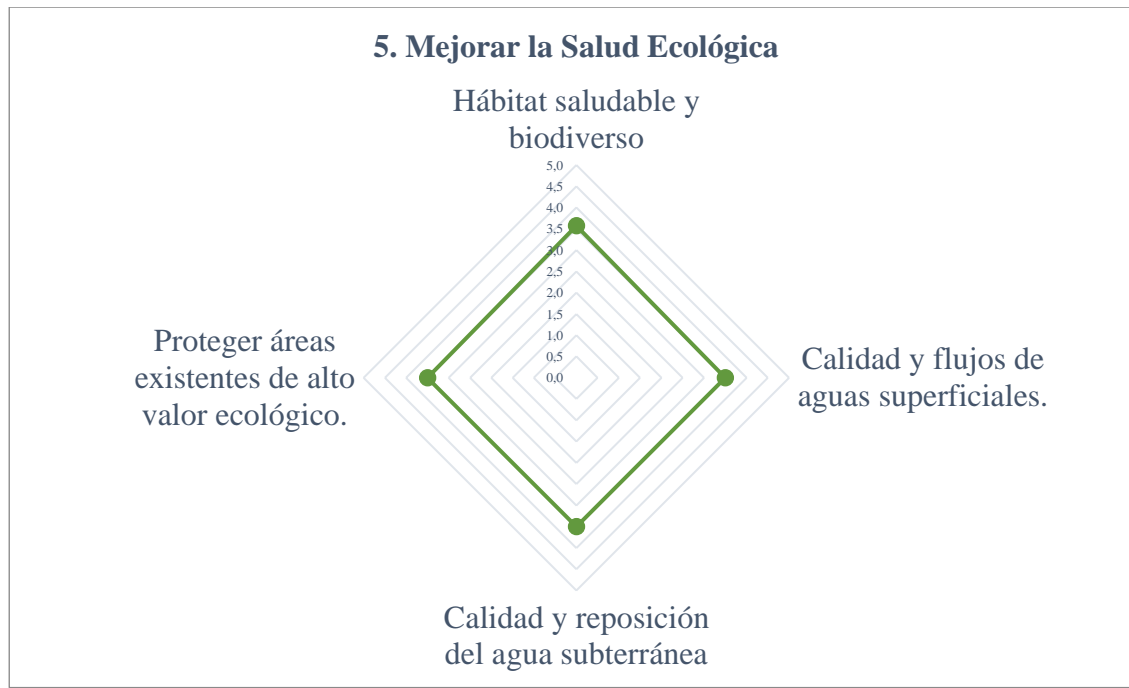 5. Mejorar la Salud Ecológica
Hábitat saludable y
biodiverso
5,0
4,5
4,0
3,5
3,0
2,5
2,0
1,5
1,0
0,5
0,0
Proteger áreas
existentes de alto
valor ecológico.
Calidad y flujos de
aguas superficiales.
Calidad y reposición
del agua subterránea